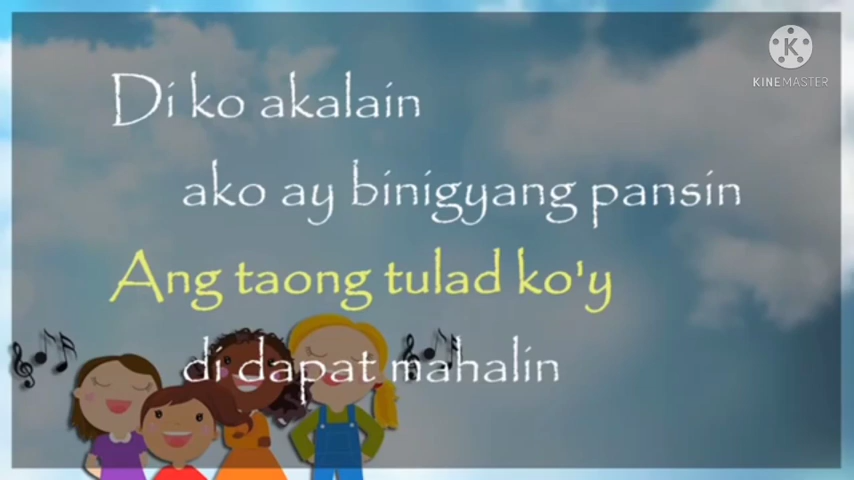 KINEMASTER
Di ko akalain
ako ay binigyang pansin
Ang taong tulad ko'y
di dapat mahalin